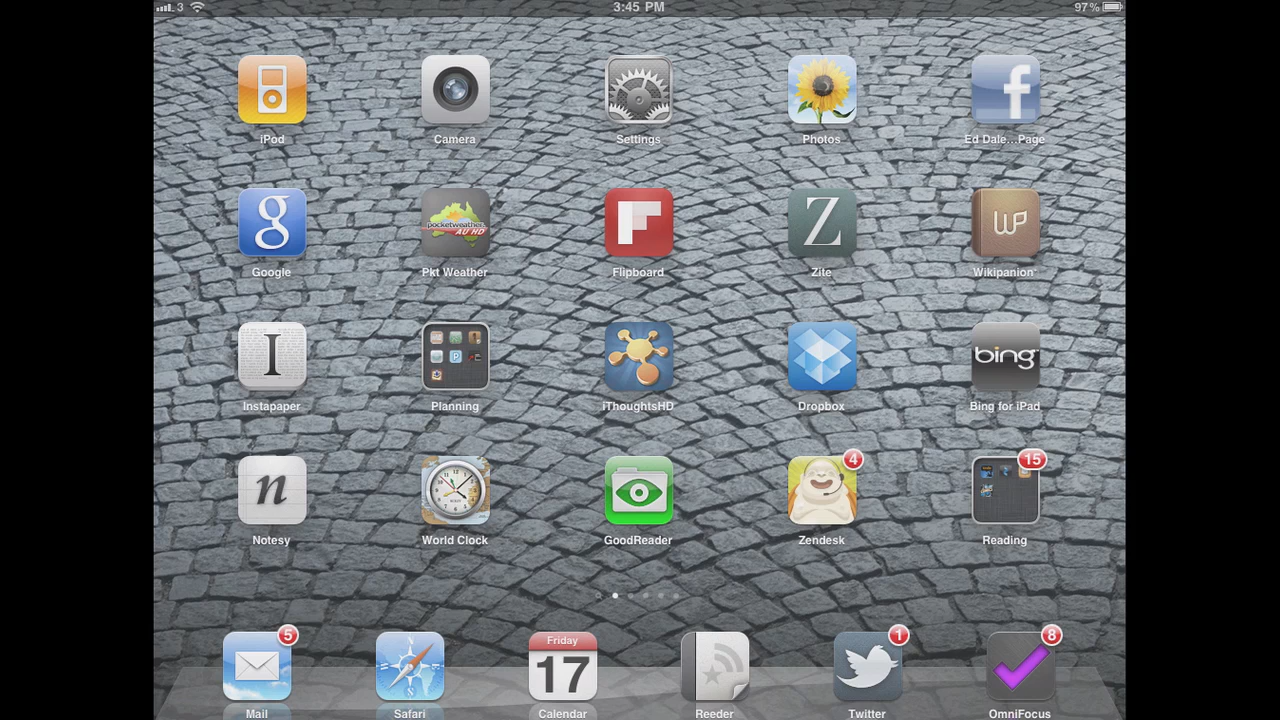 3 3:45 PM 97%
iPod Camera Settings Photos Ed Dale...Page
g pocketweather AU HD Z WP
Google Pkt Weather Flipboard Zite Wikipanion
I bing
Instapaper Planning iThoughtsHD Dropbox Bing for iPad
n 4 15
Notesy World Clock GoodReader Zendesk Reading
5 Friday 17 1 8
Mail Safari Calendar Reeder Twitter OmniFocus